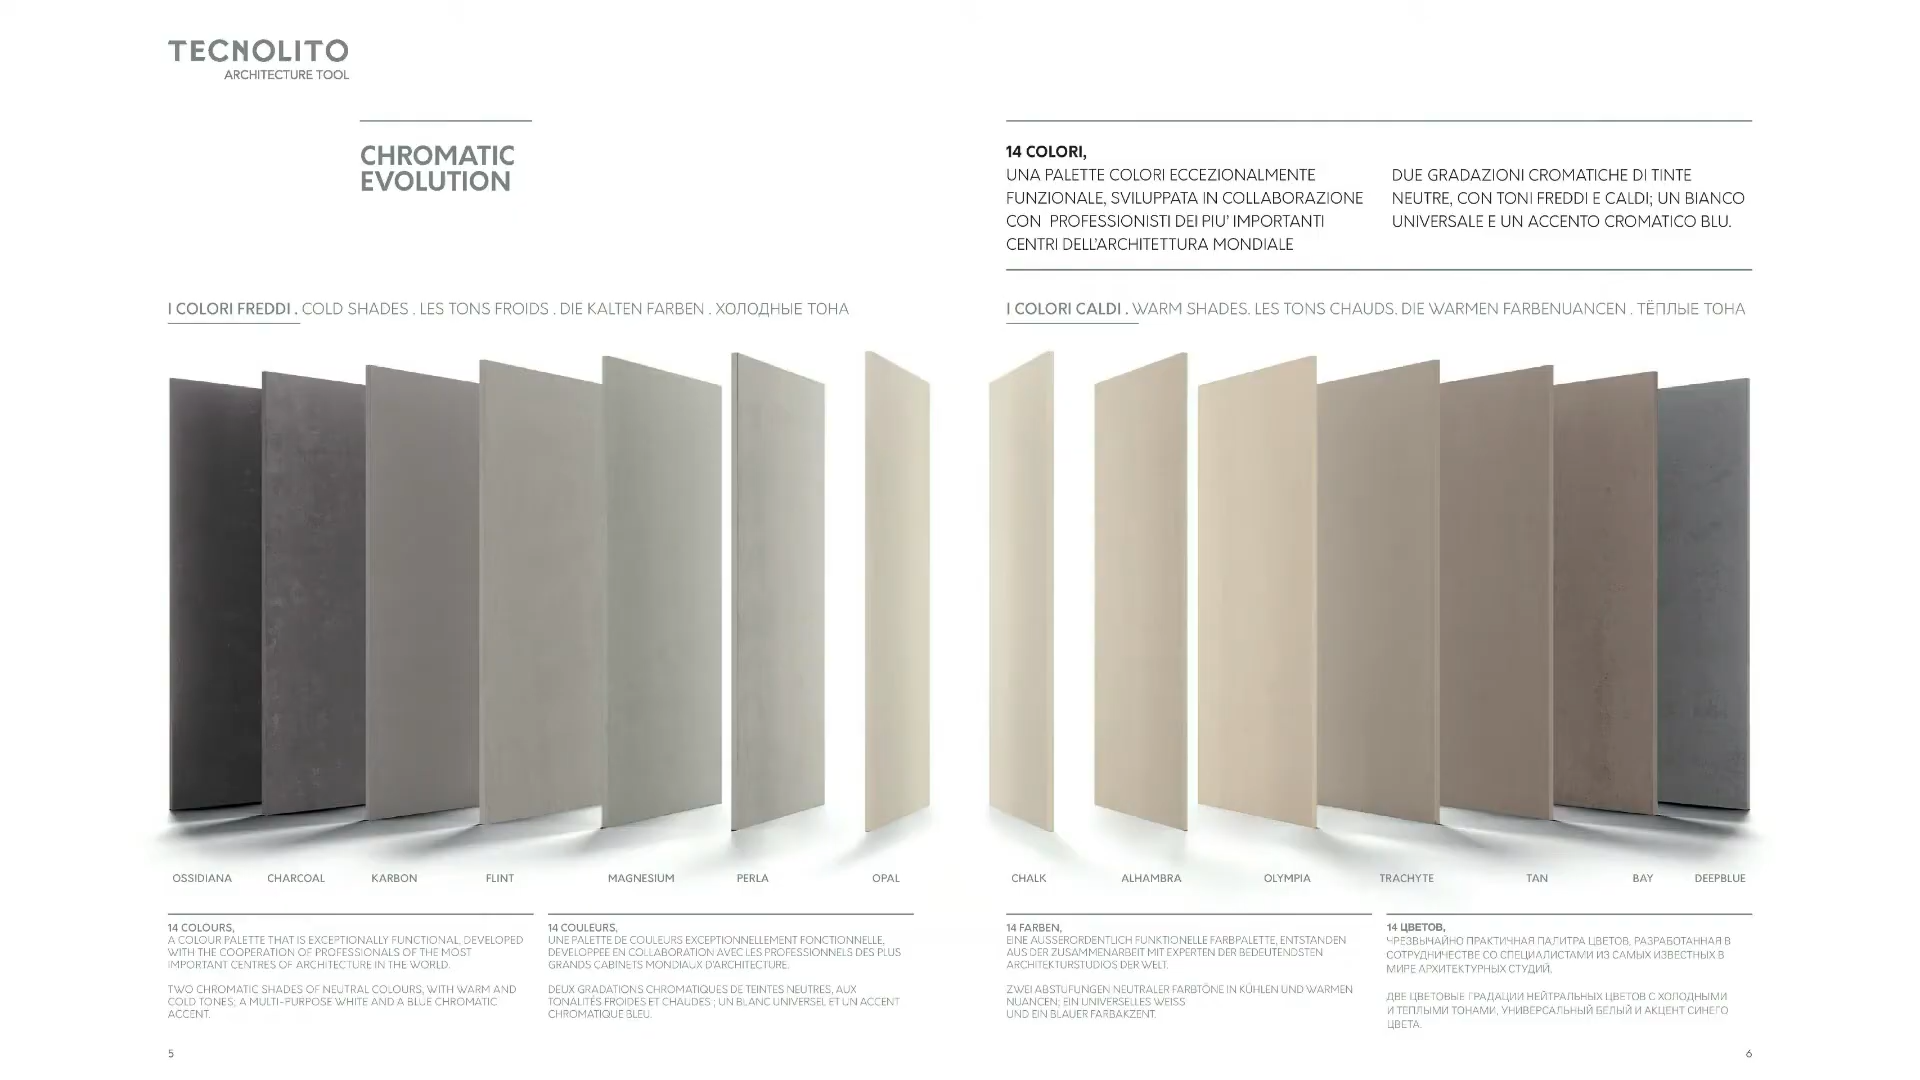 TECNOLITO
ARCHITECTURE TOOL
CHROMATIC
EVOLUTION
14 COLORI,
UNA PALETTE COLORI ECCEZIONALMENTE
FUNZIONALE, SVILUPPATA IN COLLABORAZIONE
CON PROFESSIONISTI DEI PIU' IMPORTANTI
CENTRI DELL'ARCHITETTURA MONDIALE
DUE GRADAZIONI CROMATICHE DI TINTE
NEUTRE, CON TONI FREDDI E CALDI; UN BIANCO
UNIVERSALE E UN ACCENTO CROMATICO BLU.
I COLORI FREDDI . COLD SHADES . LES TONS FROIDS . DIE KALTEN FARBEN . ХОЛОДНЫЕ ТОНА
I COLORI CALDI . WARM SHADES. LES TONS CHAUDS. DIE WARMEN FARBENUANCEN . ТЁПЛЫЕ ТОНА
OSSIDIANA CHARCOAL KARBON FLINT MAGNESIUM PERLA OPAL CHALK ALHAMBRA OLYMPIA TRACHYTE TAN BAY DEEPBLUE
14 COLOURS,
A COLOUR PALETTE THAT IS EXCEPTIONALLY FUNCTIONAL, DEVELOPED
WITH THE COOPERATION OF PROFESSIONALS OF THE MOST
IMPORTANT CENTRES OF ARCHITECTURE IN THE WORLD.
TWO CHROMATIC SHADES OF NEUTRAL COLOURS, WITH WARM AND
COLD TONES; A MULTI-PURPOSE WHITE AND A BLUE CHROMATIC
ACCENT.
14 COULEURS,
UNE PALETTE DE COULEURS EXCEPTIONNELLEMENT FONCTIONNELLE,
DEVELOPPEE EN COLLABORATION AVEC LES PROFESSIONNELS DES PLUS
GRANDS CABINETS MONDIAUX D'ARCHITECTURE.
DEUX GRADATIONS CHROMATIQUES DE TEINTES NEUTRES, AUX
TONALITÉS FROIDES ET CHAUDES ; UN BLANC UNIVERSEL ET UN ACCENT
CHROMATIQUE BLEU.
14 FARBEN,
EINE AUSSERORDENTLICH FUNKTIONELLE FARBPALETTE, ENTSTANDEN
AUS DER ZUSAMMENARBEIT MIT EXPERTEN DER BEDEUTENDSTEN
ARCHITEKTURSTUDIOS DER WELT.
ZWEI ABSTUFUNGEN NEUTRALER FARBTÖNE IN KÜHLEN UND WARMEN
NUANCEN; EIN UNIVERSELLES WEISS
UND EIN BLAUER FARBAKZENT.
14 ЦВЕТОВ,
ЧРЕЗВЫЧАЙНО ПРАКТИЧНАЯ ПАЛИТРА ЦВЕТОВ, РАЗРАБОТАННАЯ В
СОТРУДНИЧЕСТВЕ СО СПЕЦИАЛИСТАМИ ИЗ САМЫХ ИЗВЕСТНЫХ В
МИРЕ АРХИТЕКТУРНЫХ СТУДИЙ.
ДВЕ ЦВЕТОВЫЕ ГРАДАЦИИ НЕЙТРАЛЬНЫХ ЦВЕТОВ С ХОЛОДНЫМИ
И ТЕПЛЫМИ ТОНАМИ, УНИВЕРСАЛЬНЫЙ БЕЛЫЙ И АКЦЕНТ СИНЕГО
ЦВЕТА.
5
6